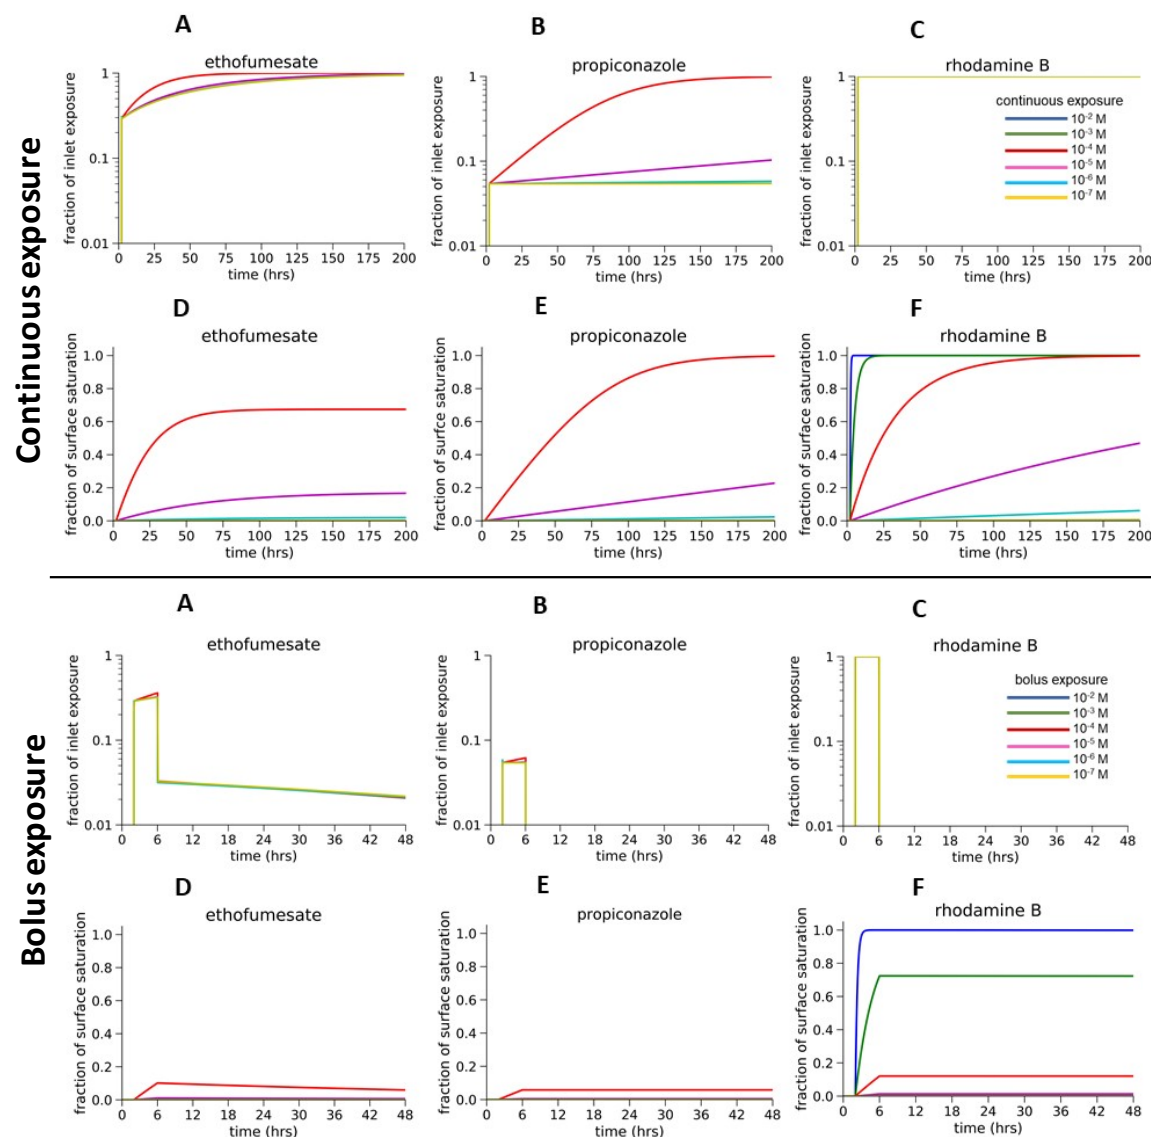 Continuous exposure
A
ethofumesate
fraction of inlet exposure
1
0.1
0.01
0 25 50 75 100 125 150 175 200
time (hrs)
B
propiconazole
fraction of inlet exposure
1
0.1
0.01
0 25 50 75 100 125 150 175 200
time (hrs)
C
rhodamine B
fraction of inlet exposure
1
0.1
0.01
continuous exposure
10⁻² M
10⁻³ M
10⁻⁴ M
10⁻⁵ M
10⁻⁶ M
10⁻⁷ M
0 25 50 75 100 125 150 175 200
time (hrs)
D
ethofumesate
fraction of surface saturation
1.0
0.8
0.6
0.4
0.2
0.0
0 25 50 75 100 125 150 175 200
time (hrs)
E
propiconazole
fraction of surfce saturation
1.0
0.8
0.6
0.4
0.2
0.0
0 25 50 75 100 125 150 175 200
time (hrs)
F
rhodamine B
fraction of surface saturation
1.0
0.8
0.6
0.4
0.2
0.0
0 25 50 75 100 125 150 175 200
time (hrs)
Bolus exposure
A
ethofumesate
fraction of inlet exposure
1
0.1
0.01
0 6 12 18 24 30 36 42 48
time (hrs)
B
propiconazole
fraction of inlet exposure
1
0.1
0.01
0 6 12 18 24 30 36 42 48
time (hrs)
C
rhodamine B
fraction of inlet exposure
1
0.1
0.01
bolus exposure
10⁻² M
10⁻³ M
10⁻⁴ M
10⁻⁵ M
10⁻⁶ M
10⁻⁷ M
0 6 12 18 24 30 36 42 48
time (hrs)
D
ethofumesate
fraction of surface saturation
1.0
0.8
0.6
0.4
0.2
0.0
0 6 12 18 24 30 36 42 48
time (hrs)
E
propiconazole
fraction of surface saturation
1.0
0.8
0.6
0.4
0.2
0.0
0 6 12 18 24 30 36 42 48
time (hrs)
F
rhodamine B
fraction of surface saturation
1.0
0.8
0.6
0.4
0.2
0.0
0 6 12 18 24 30 36 42 48
time (hrs)